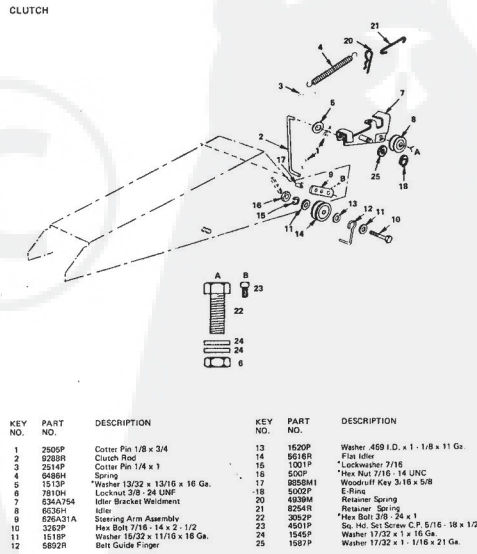 CLUTCH
21
20
4
3
7
6
8
2
A
17
9
B
25
18
16
15
11
14
13
12
11
10
A
B
23
22
24
24
6
KEY NO. PART NO. DESCRIPTION
1 2505P Cotter Pin 1/8 x 3/4
2 9288R Clutch Rod
3 2514P Cotter Pin 1/4 x 1
4 6486H Spring
5 1513P *Washer 13/32 x 13/16 x 16 Ga.
6 7810H Locknut 3/8 - 24 UNF
7 634A754 Idler Bracket Weldment
8 6636H Idler
9 626A31A Steering Arm Assembly
10 3262P Hex Bolt 7/16 - 14 x 2 - 1/2
11 1518P Washer 15/32 x 11/16 x 16 Ga.
12 5892R Belt Guide Finger
KEY NO. PART NO. DESCRIPTION
13 1520P Washer .469 I.D. x 1 - 1/8 x 11 Ga.
14 5616R Flat Idler
15 1001P *Lockwasher 7/16
16 500P *Hex Nut 7/16 - 14 UNC
17 9858M1 Woodruff Key 3/16 x 5/8
-18 5002P E-Ring
20 4939M Retainer Spring
21 8254R Retainer Spring
22 3052P *Hex Bolt 3/8 - 24 x 1
23 4501P Sq. Hd. Set Screw C.P. 5/16 - 18 x 1/2
24 1545P Washer 17/32 x 1 x 16 Ga.
25 1587P Washer 17/32 x 1 - 1/16 x 21 Ga.